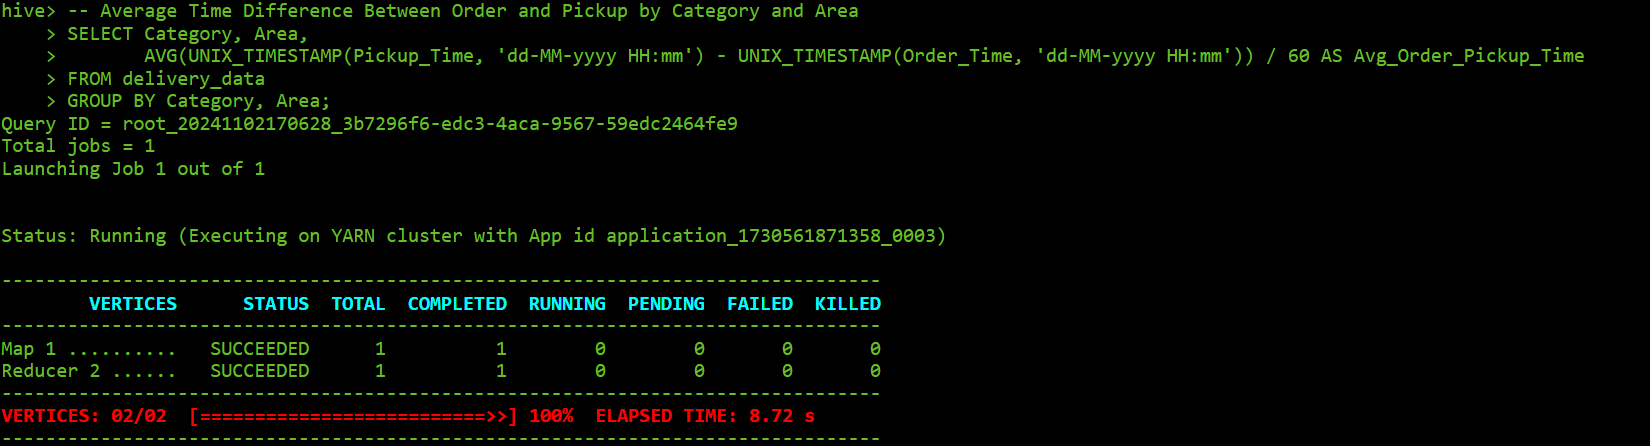 hive> -- Average Time Difference Between Order and Pickup by Category and Area
    > SELECT Category, Area,
    >        AVG(UNIX_TIMESTAMP(Pickup_Time, 'dd-MM-yyyy HH:mm') - UNIX_TIMESTAMP(Order_Time, 'dd-MM-yyyy HH:mm')) / 60 AS Avg_Order_Pickup_Time
    > FROM delivery_data
    > GROUP BY Category, Area;
Query ID = root_20241102170628_3b7296f6-edc3-4aca-9567-59edc2464fe9
Total jobs = 1
Launching Job 1 out of 1
Status: Running (Executing on YARN cluster with App id application_1730561871358_0003)
--------------------------------------------------------------------------------
        VERTICES      STATUS  TOTAL  COMPLETED  RUNNING  PENDING  FAILED  KILLED
--------------------------------------------------------------------------------
Map 1 ..........   SUCCEEDED      1          1        0        0       0       0
Reducer 2 ......   SUCCEEDED      1          1        0        0       0       0
--------------------------------------------------------------------------------
VERTICES: 02/02  [==========================>>] 100%  ELAPSED TIME: 8.72 s
--------------------------------------------------------------------------------